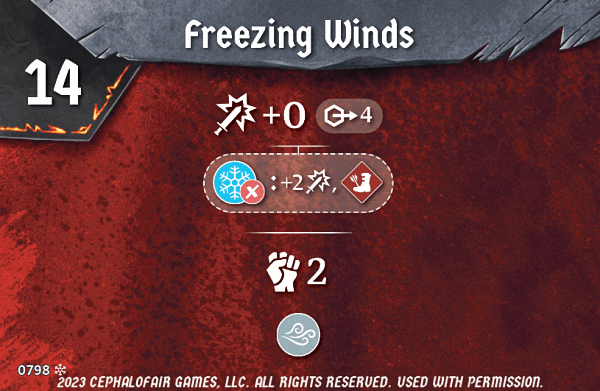 Freezing Winds
14
+0 4
: +2 ,
2
0798
2023 CEPHALOFAIR GAMES, LLC. ALL RIGHTS RESERVED. USED WITH PERMISSION.